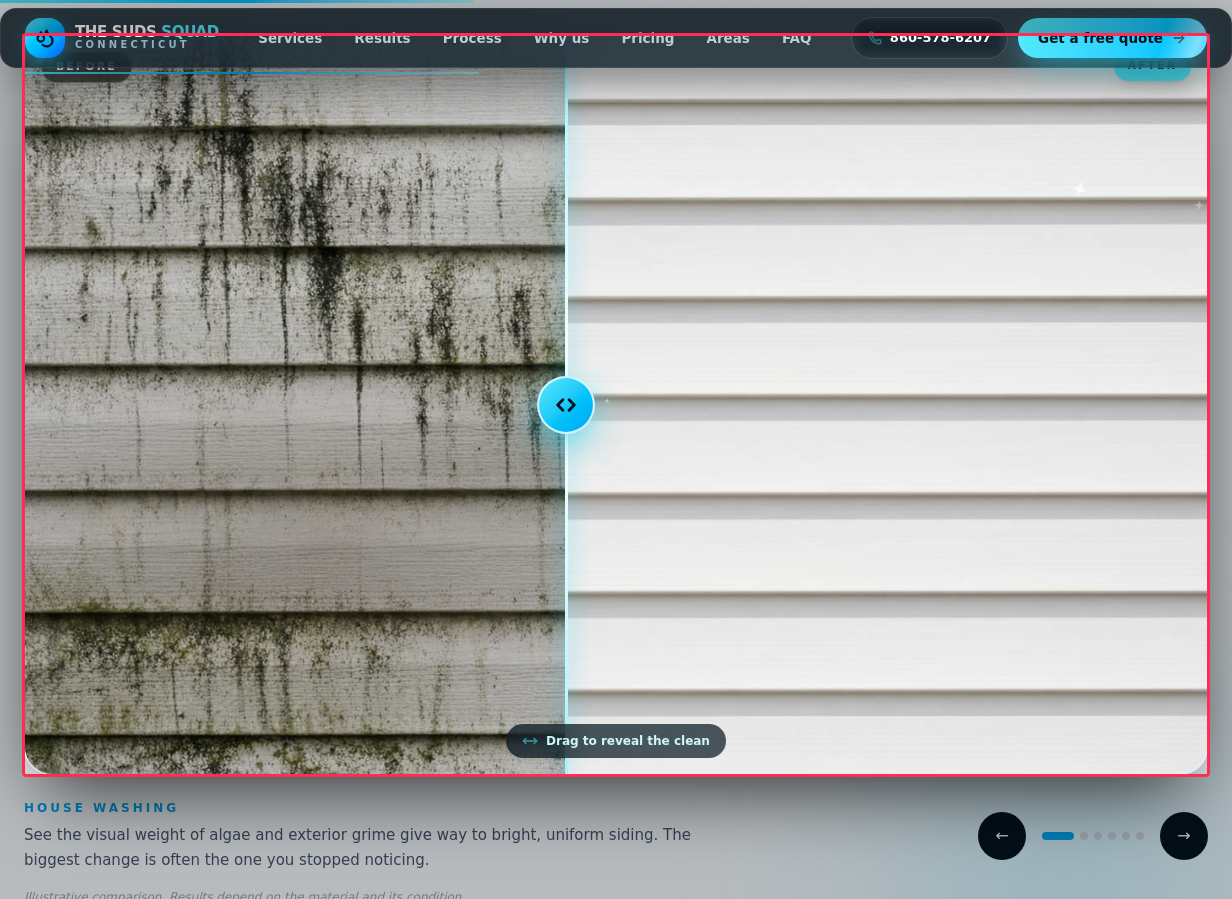 THE SUDS SQUAD
CONNECTICUT
Services
Results
Process
Why us
Pricing
Areas
FAQ
860-578-6207
Get a free quote →
BEFORE
AFTER
Drag to reveal the clean
HOUSE WASHING
See the visual weight of algae and exterior grime give way to bright, uniform siding. The
biggest change is often the one you stopped noticing.
Illustrative comparison. Results depend on the material and its condition.